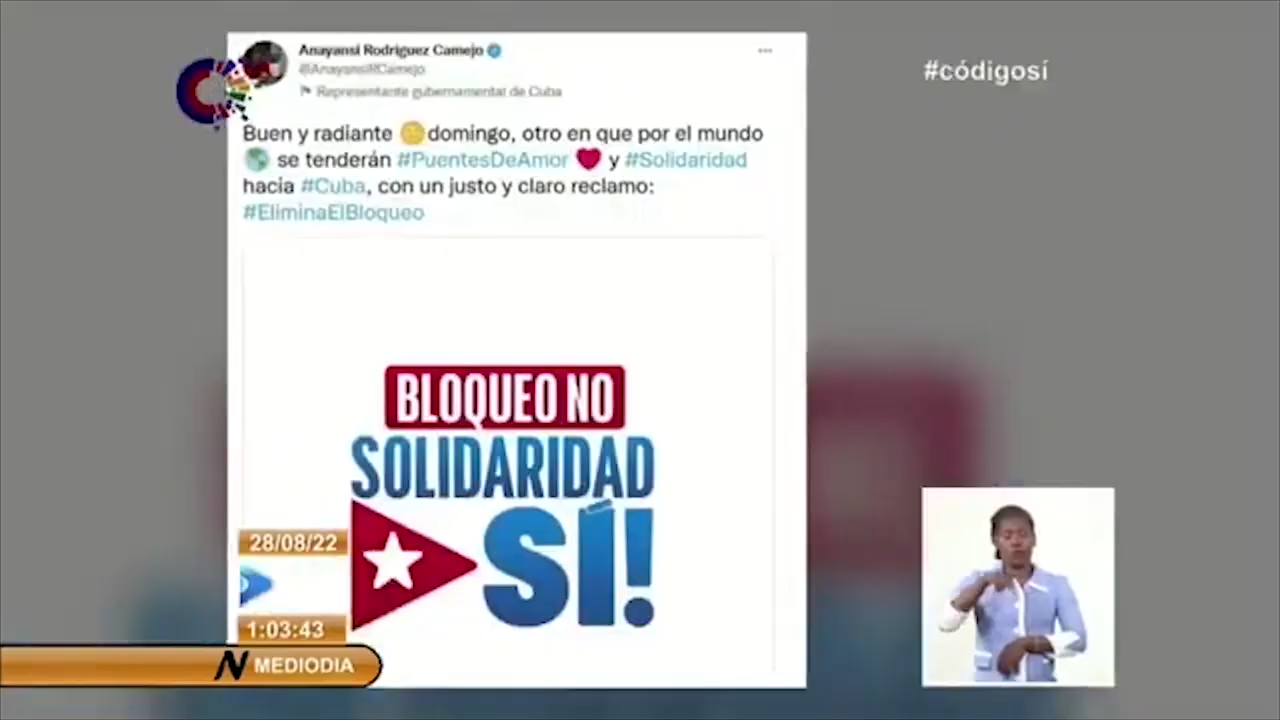 Anayansi Rodríguez Camejo
@AnayansiRCamejo
Representante gubernamental de Cuba
#códigosí
Buen y radiante domingo, otro en que por el mundo
se tenderán #PuentesDeAmor y #Solidaridad
hacia #Cuba, con un justo y claro reclamo:
#EliminaElBloqueo
BLOQUEO NO
SOLIDARIDAD
SÍ!
28/08/22
1:03:43
N MEDIODIA